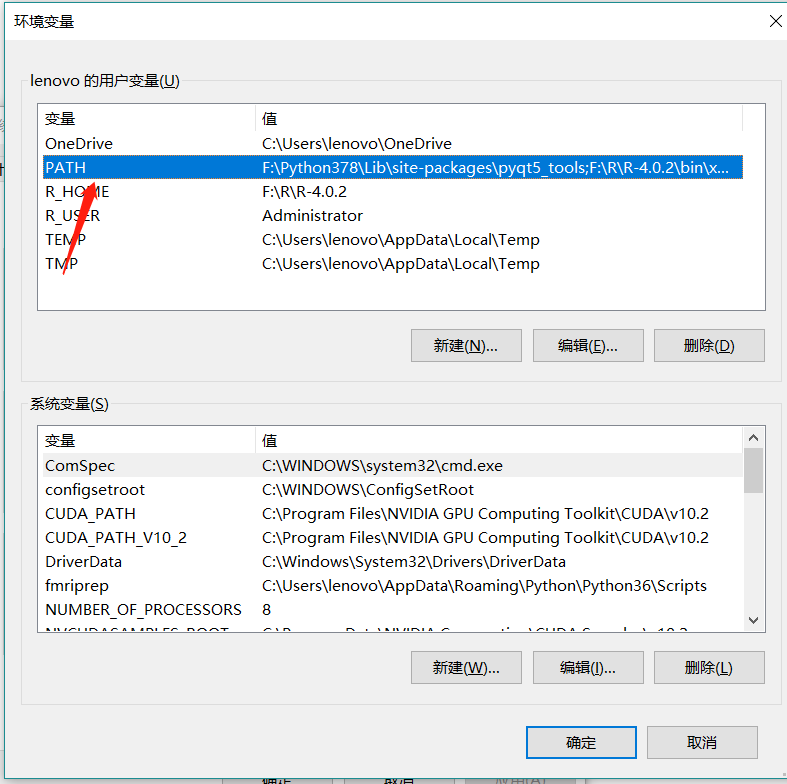 环境变量
lenovo 的用户变量(U)
变量 值
OneDrive C:\Users\lenovo\OneDrive
PATH F:\Python378\Lib\site-packages\pyqt5_tools;F:\R\R-4.0.2\bin\x...
R_HOME F:\R\R-4.0.2
R_USER Administrator
TEMP C:\Users\lenovo\AppData\Local\Temp
TMP C:\Users\lenovo\AppData\Local\Temp
新建(N)... 编辑(E)... 删除(D)
系统变量(S)
变量 值
ComSpec C:\WINDOWS\system32\cmd.exe
configsetroot C:\WINDOWS\ConfigSetRoot
CUDA_PATH C:\Program Files\NVIDIA GPU Computing Toolkit\CUDA\v10.2
CUDA_PATH_V10_2 C:\Program Files\NVIDIA GPU Computing Toolkit\CUDA\v10.2
DriverData C:\Windows\System32\Drivers\DriverData
fmriprep C:\Users\lenovo\AppData\Roaming\Python\Python36\Scripts
NUMBER_OF_PROCESSORS 8
新建(W)... 编辑(I)... 删除(L)
确定 取消